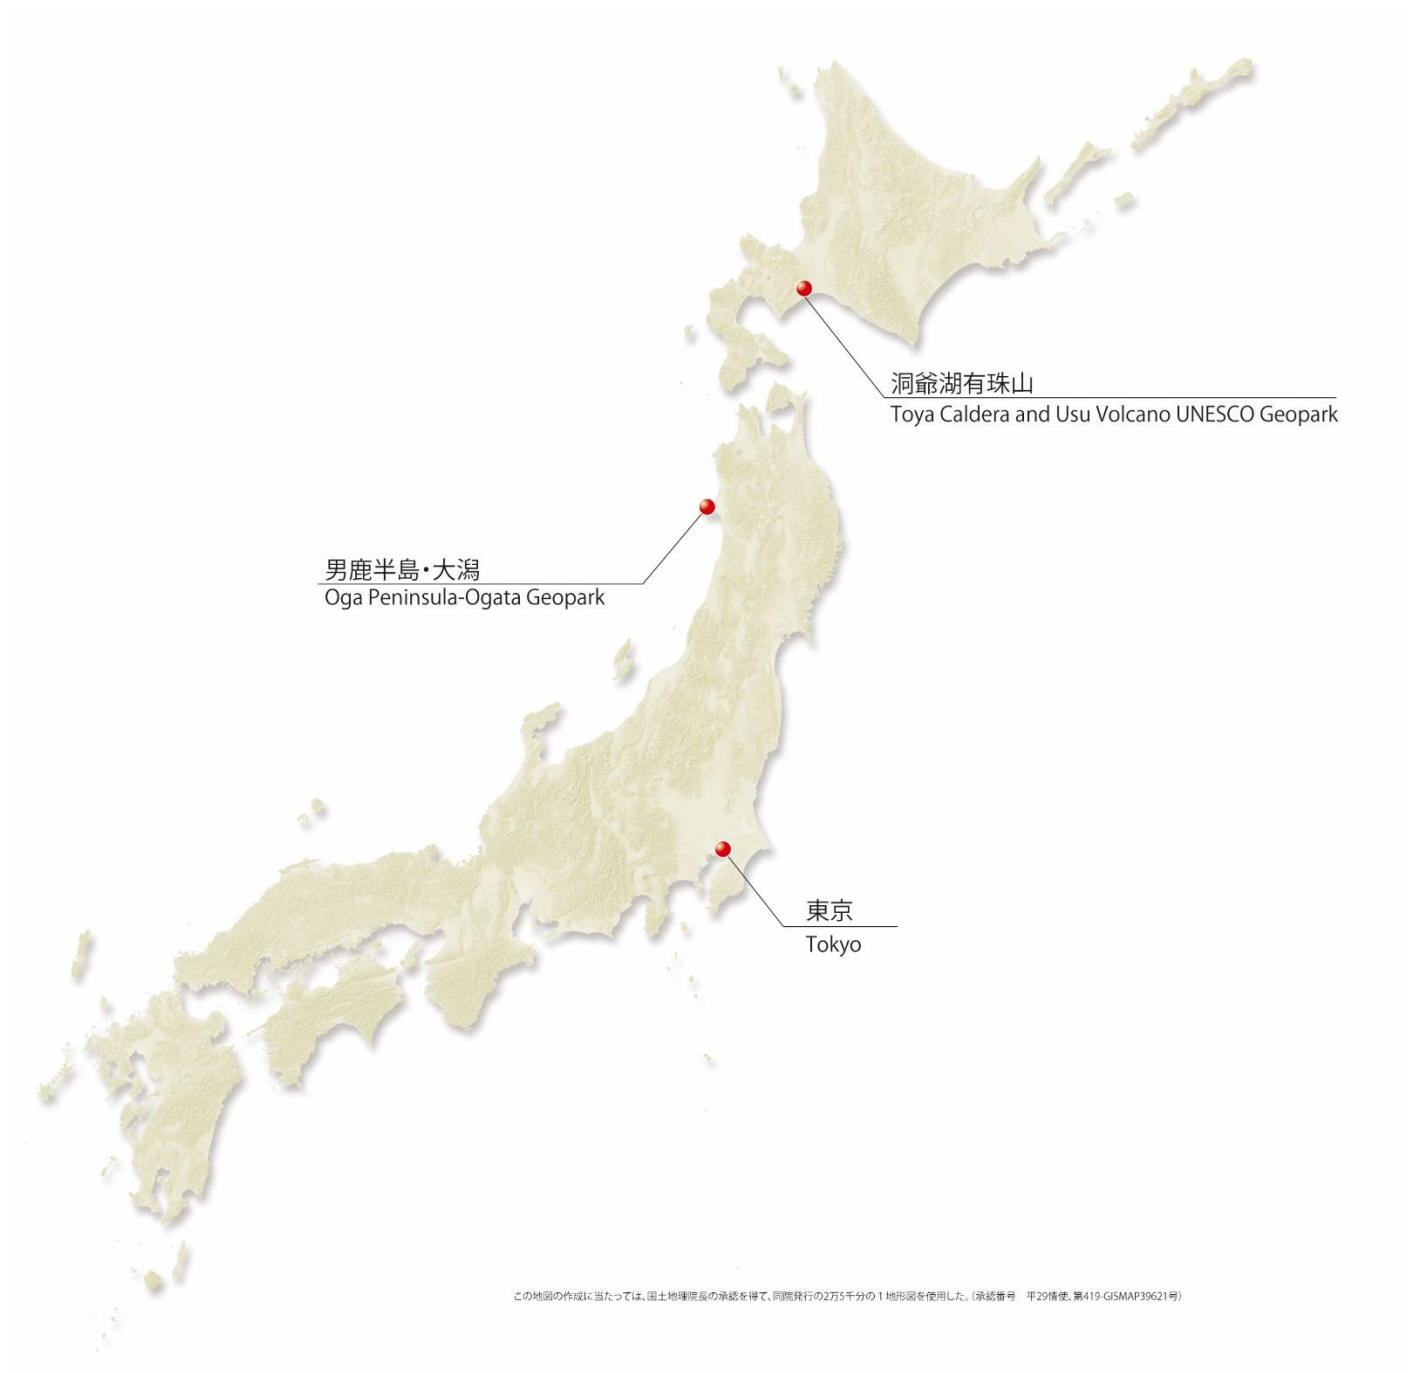 洞爺湖有珠山
Toya Caldera and Usu Volcano UNESCO Geopark
男鹿半島・大潟
Oga Peninsula-Ogata Geopark
東京
Tokyo
この地図の作成に当たっては、国土地理院長の承認を得て、同院発行の2万5千分の1地形図を使用した。（承認番号　平29情使、第419-GISMAP39621号）